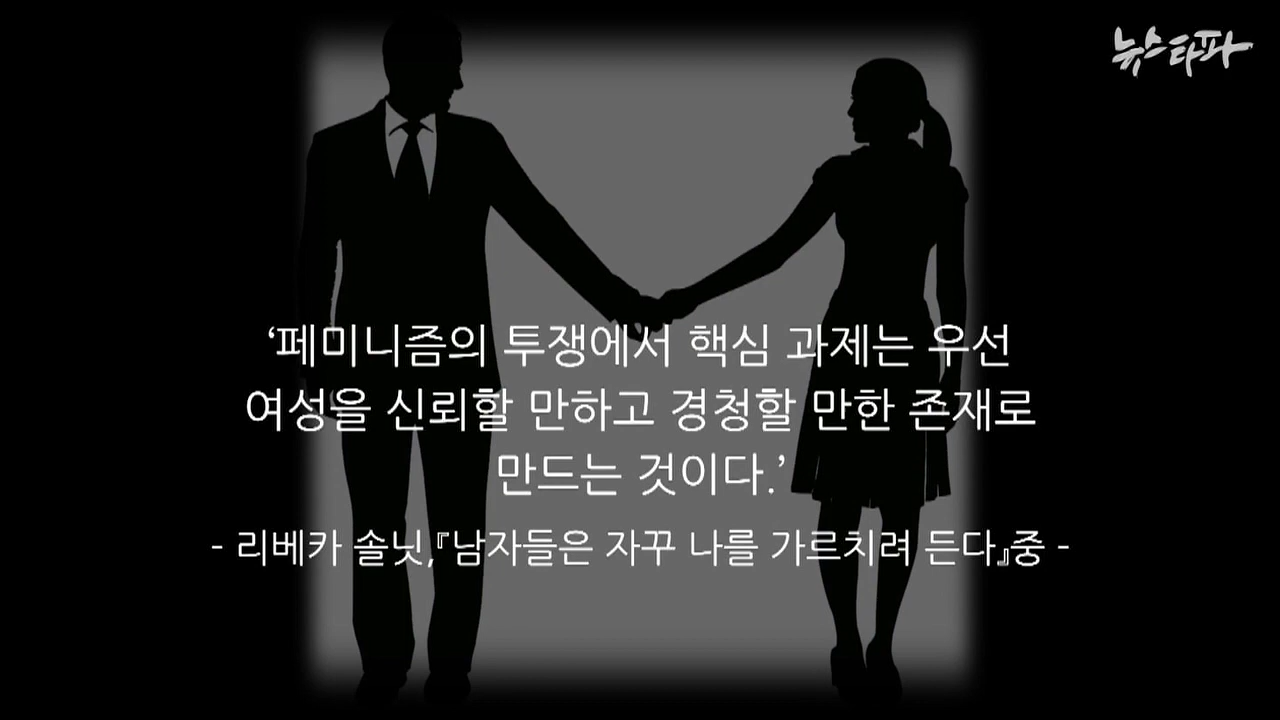 뉴스타파
‘페미니즘의 투쟁에서 핵심 과제는 우선
여성을 신뢰할 만하고 경청할 만한 존재로
만드는 것이다.’
- 리베카 솔닛,『남자들은 자꾸 나를 가르치려 든다』중 -